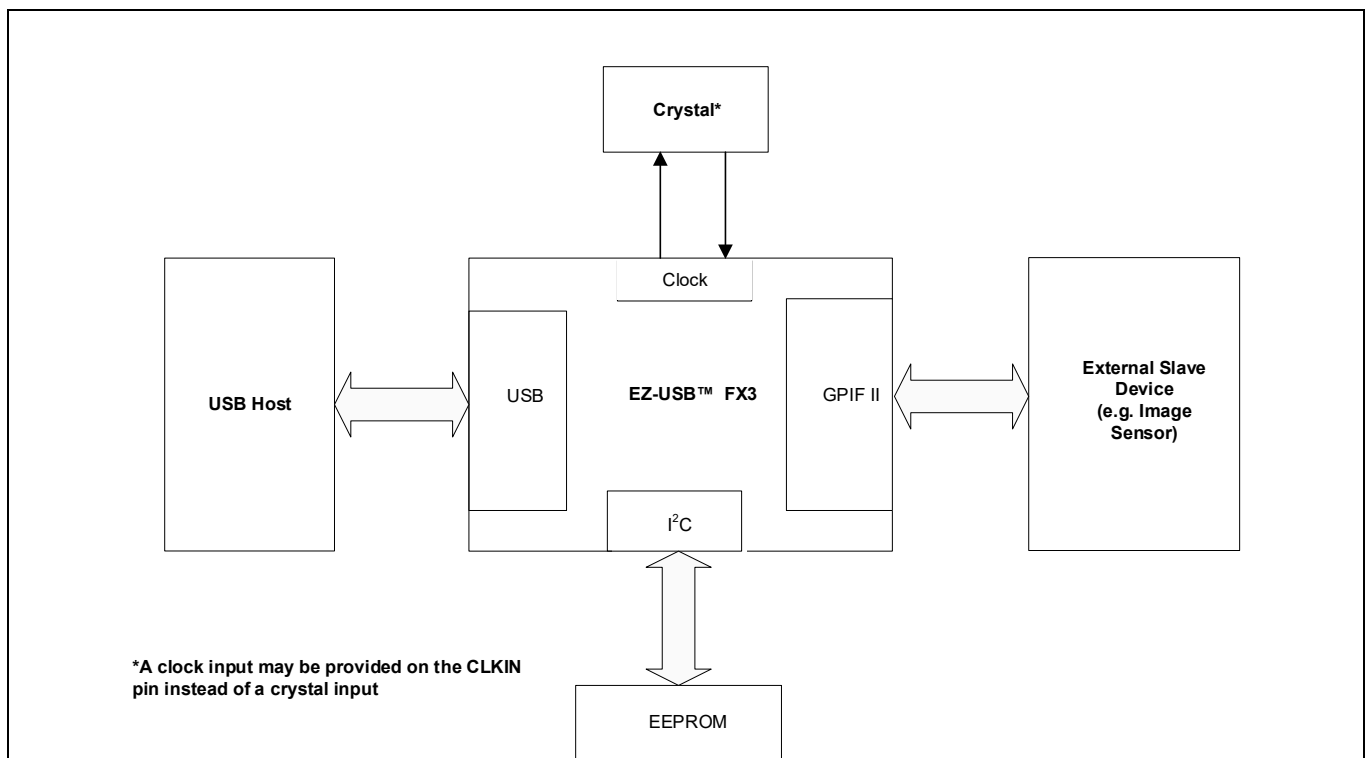 Crystal*
Clock
USB Host
USB
EZ-USB™ FX3
GPIF II
External Slave
Device
(e.g. Image
Sensor)
I²C
*A clock input may be provided on the CLKIN
pin instead of a crystal input
EEPROM